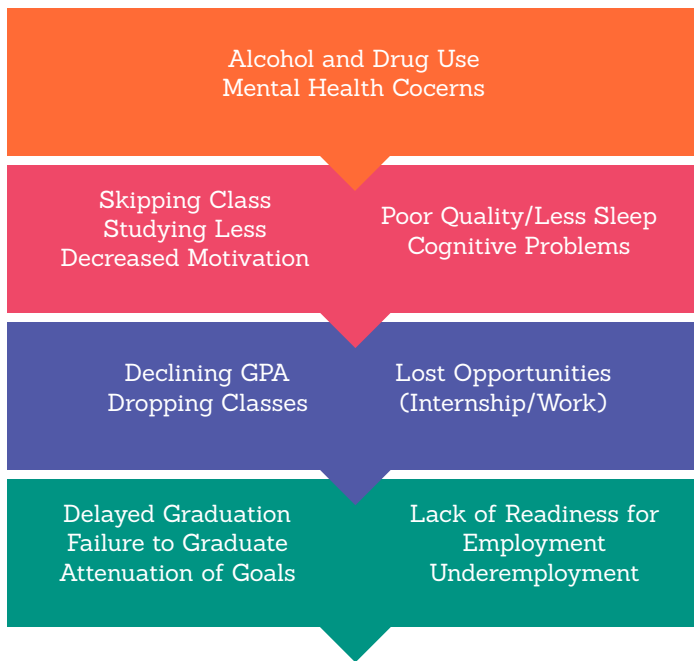 Alcohol and Drug Use
Mental Health Cocerns
Skipping Class
Studying Less
Decreased Motivation
Poor Quality/Less Sleep
Cognitive Problems
Declining GPA
Dropping Classes
Lost Opportunities
(Internship/Work)
Delayed Graduation
Failure to Graduate
Attenuation of Goals
Lack of Readiness for
Employment
Underemployment